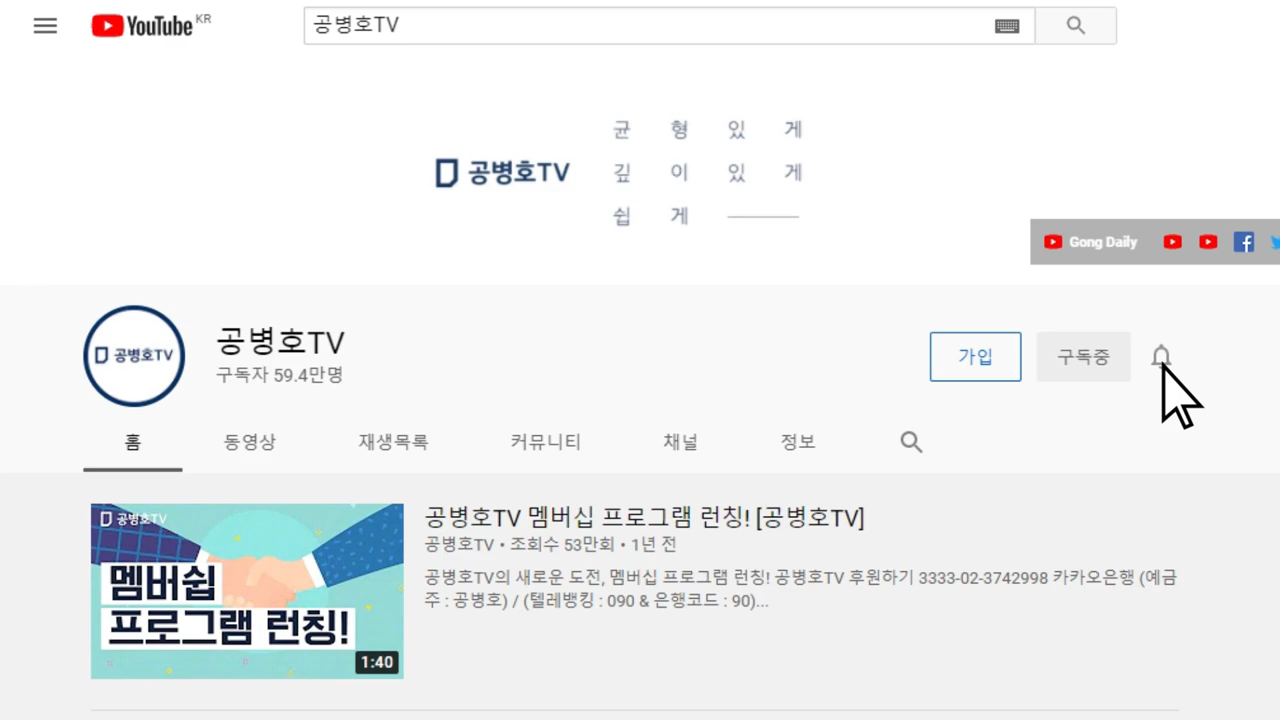 YouTube KR
공병호TV
균 형 있 게
공병호TV 깊 이 있 게
쉽 게
Gong Daily
공병호TV
공병호TV
구독자 59.4만명
가입 구독중
홈 동영상 재생목록 커뮤니티 채널 정보
공병호TV
멤버쉽
프로그램 런칭!
1:40
공병호TV 멤버십 프로그램 런칭! [공병호TV]
공병호TV • 조회수 53만회 • 1년 전
공병호TV의 새로운 도전, 멤버십 프로그램 런칭! 공병호TV 후원하기 3333-02-3742998 카카오은행 (예금
주 : 공병호) / (텔레뱅킹 : 090 & 은행코드 : 90)...